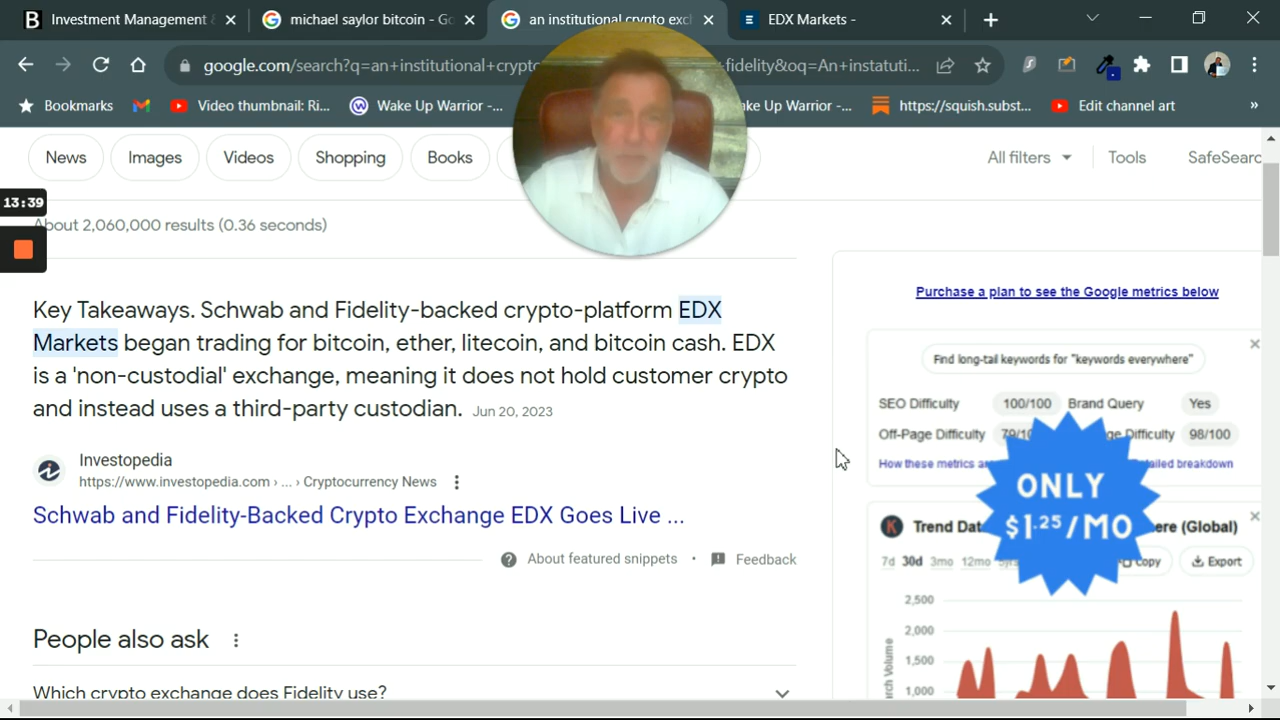 Investment Management &
michael saylor bitcoin - Go
an institutional crypto exc
EDX Markets -
google.com/search?q=an+institutional+crypto
fidelity&oq=An+instatuti...
Bookmarks
Video thumbnail: Ri...
Wake Up Warrior -...
ke Up Warrior -...
https://squish.subst...
Edit channel art
»
News
Images
Videos
Shopping
Books
All filters
Tools
SafeSearc
13:39
About 2,060,000 results (0.36 seconds)
Key Takeaways. Schwab and Fidelity-backed crypto-platform EDX
Markets began trading for bitcoin, ether, litecoin, and bitcoin cash. EDX
is a 'non-custodial' exchange, meaning it does not hold customer crypto
and instead uses a third-party custodian. Jun 20, 2023
Investopedia
https://www.investopedia.com › ... › Cryptocurrency News
Schwab and Fidelity-Backed Crypto Exchange EDX Goes Live ...
About featured snippets • Feedback
People also ask
Which crypto exchange does Fidelity use?
Purchase a plan to see the Google metrics below
Find long-tail keywords for "keywords everywhere"
SEO Difficulty 100/100 Brand Query Yes
Off-Page Difficulty Difficulty 98/100
How these metrics a breakdown
ONLY
$1.25/MO
Trend Dat ere (Global)
7d 30d 3mo 12mo Copy Export
2,500
2,000
1,500
1,000
rch Volume